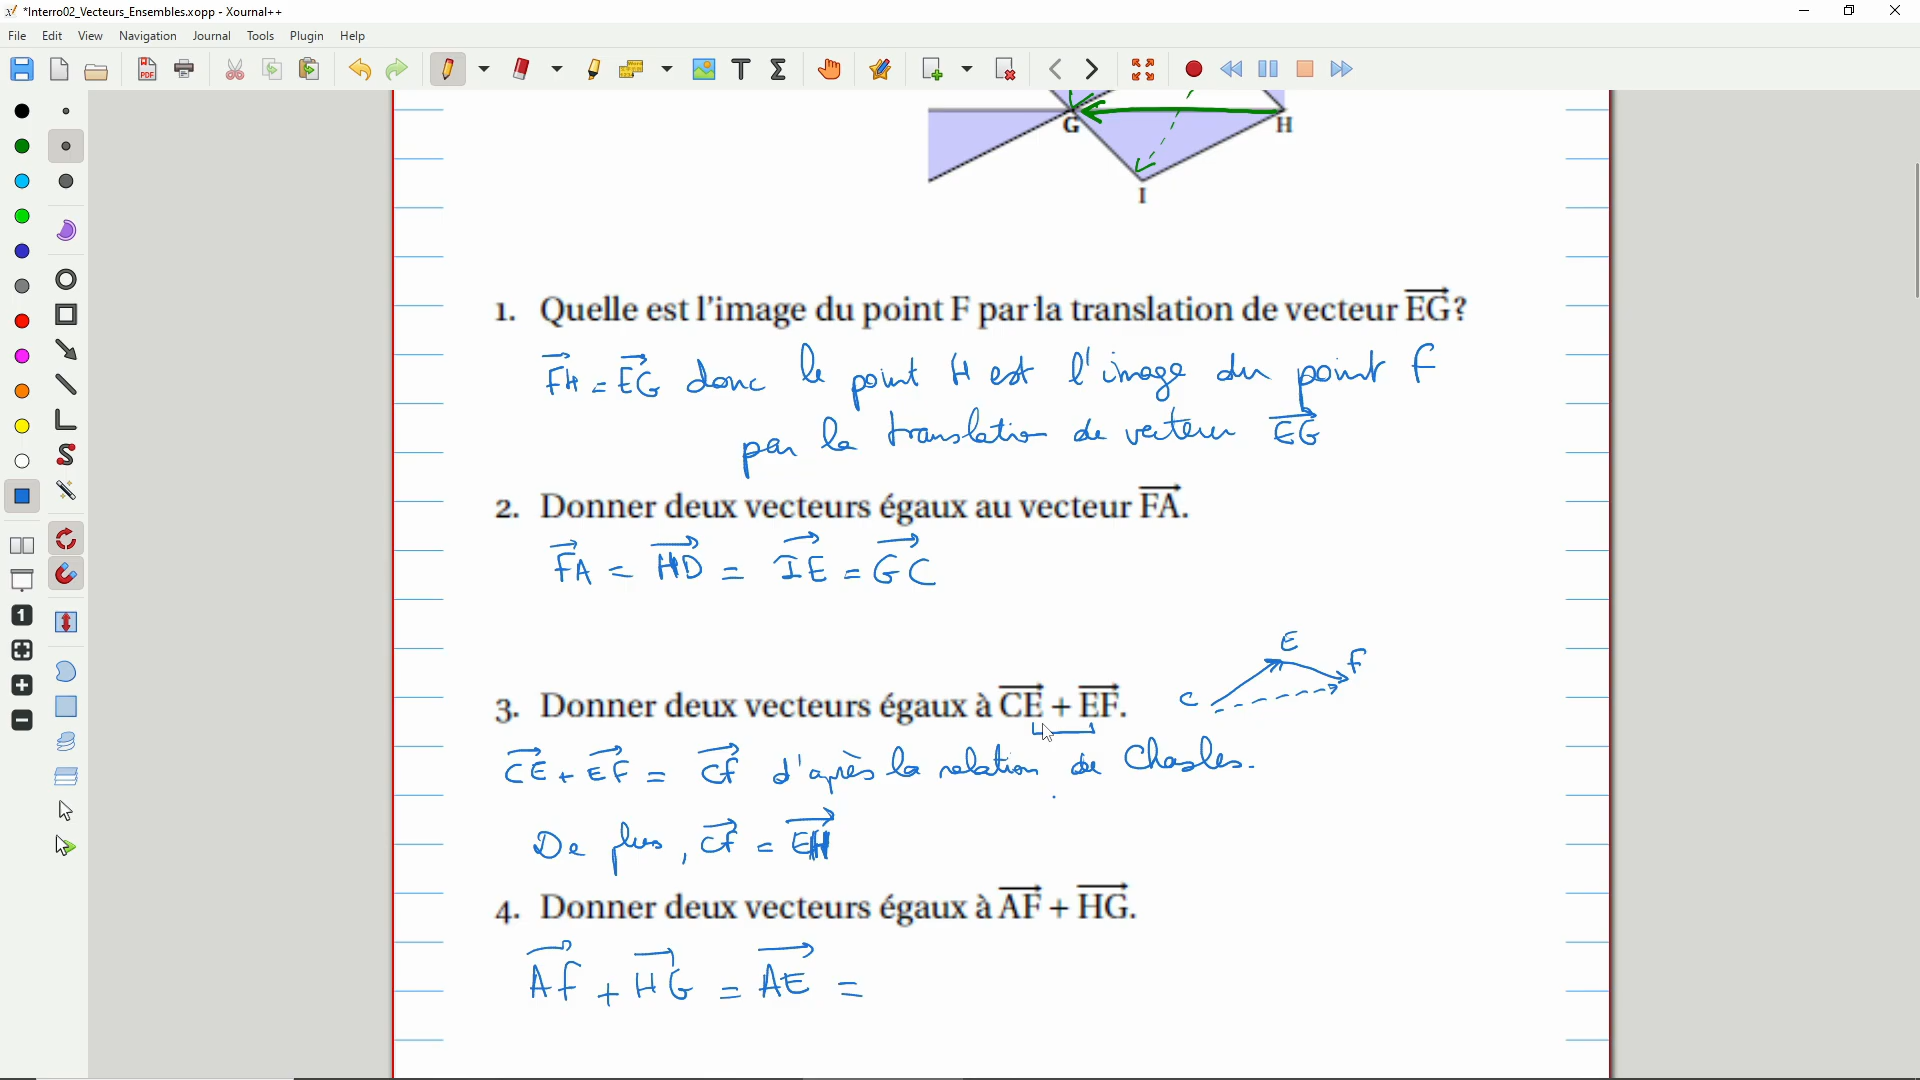 *Interro02_Vecteurs_Ensembles.xopp - Xournal++
File Edit View Navigation Journal Tools Plugin Help
G
H
I
1. Quelle est l'image du point F par la translation de vecteur EG?
FH = EG donc le point H est l'image du point F
par la translation de vecteur EG
2. Donner deux vecteurs égaux au vecteur FA.
FA = HD = IE = GC
E
F
C
3. Donner deux vecteurs égaux à CE + EF.
CE + EF = CF d'après la relation de Chasles.
De plus, CF = EH
4. Donner deux vecteurs égaux à AF + HG.
AF + HG = AE =